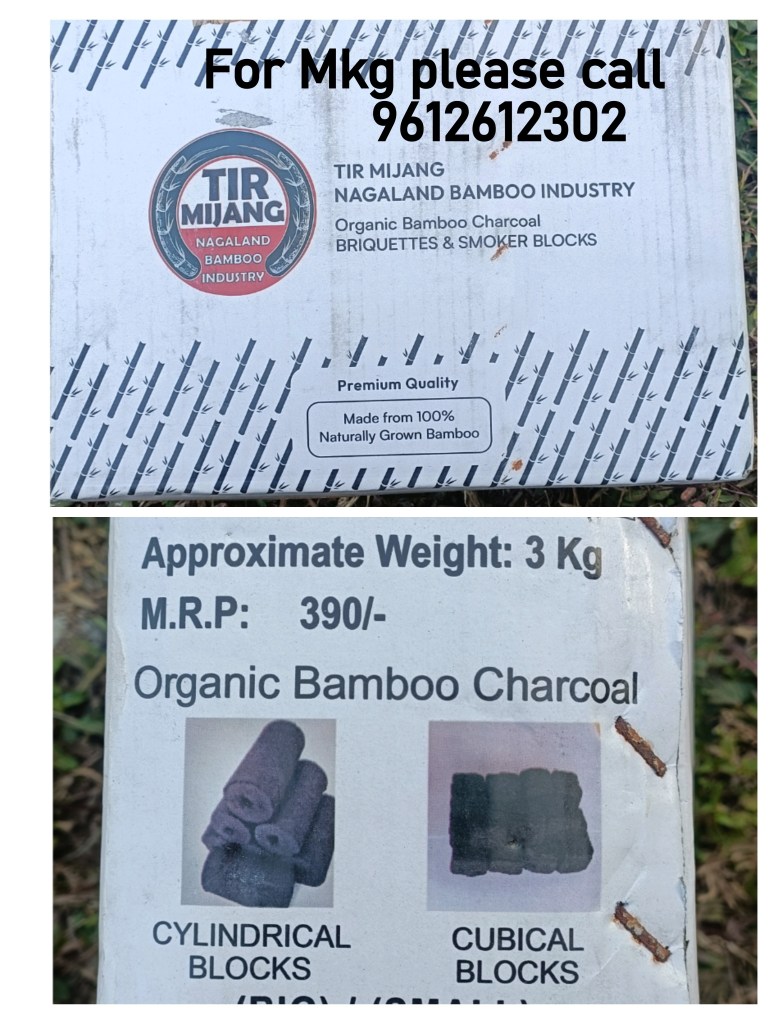 For Mkg please call
9612612302
TIR
MIJANG
NAGALAND
BAMBOO
INDUSTRY
TIR MIJANG
NAGALAND BAMBOO INDUSTRY
Organic Bamboo Charcoal
BRIQUETTES & SMOKER BLOCKS
Premium Quality
Made from 100%
Naturally Grown Bamboo
Approximate Weight: 3 Kg
M.R.P: 390/-
Organic Bamboo Charcoal
CYLINDRICAL
BLOCKS
CUBICAL
BLOCKS